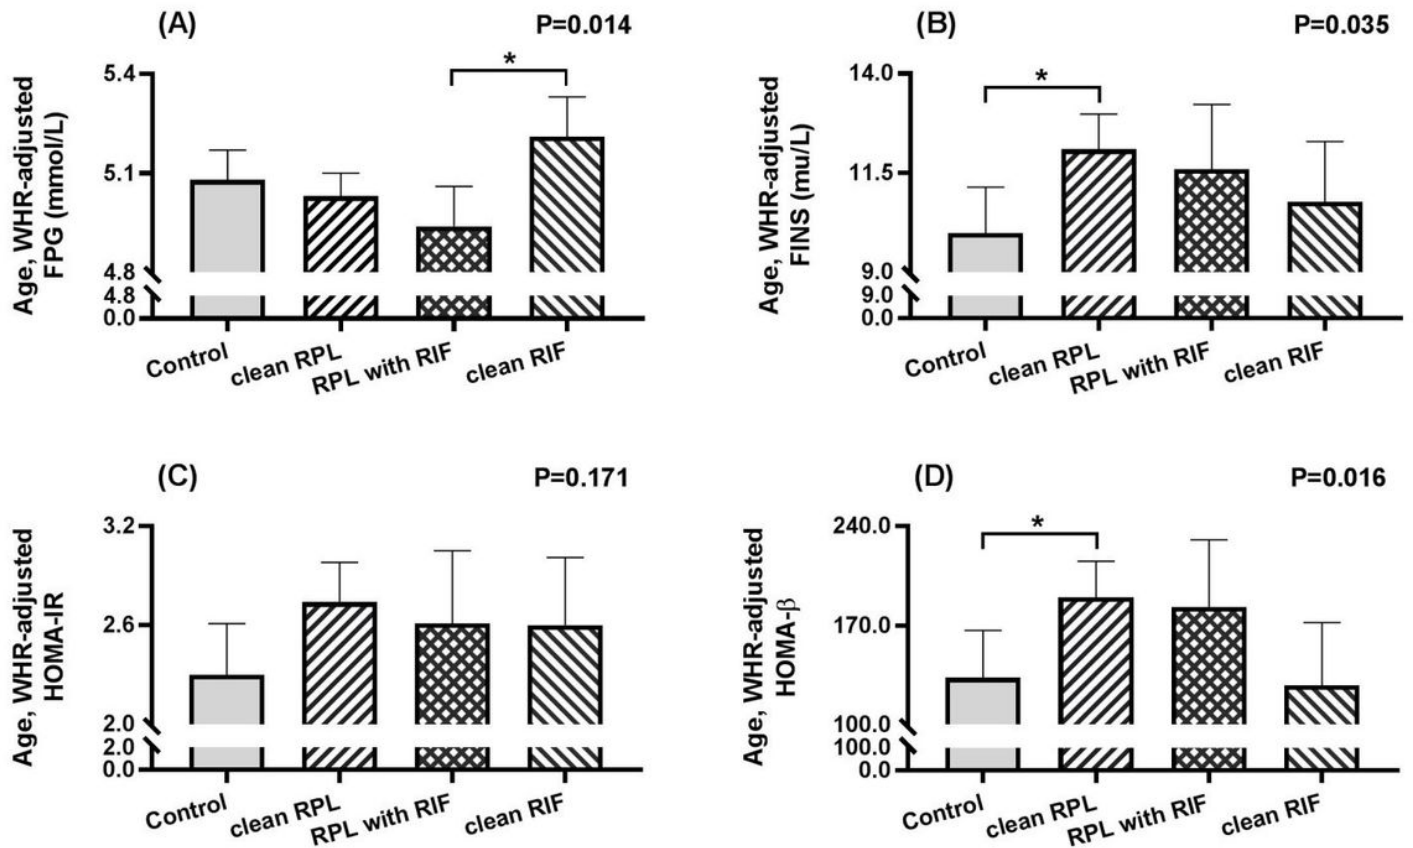 (A)
P=0.014
*
Age, WHR-adjusted
FPG (mmol/L)
5.4
5.1
4.8
4.8
0.0
Control
clean RPL
RPL with RIF
clean RIF
(B)
P=0.035
*
Age, WHR-adjusted
FINS (mu/L)
14.0
11.5
9.0
9.0
0.0
Control
clean RPL
RPL with RIF
clean RIF
(C)
P=0.171
Age, WHR-adjusted
HOMA-IR
3.2
2.6
2.0
2.0
0.0
Control
clean RPL
RPL with RIF
clean RIF
(D)
P=0.016
*
Age, WHR-adjusted
HOMA-β
240.0
170.0
100.0
100.0
0.0
Control
clean RPL
RPL with RIF
clean RIF